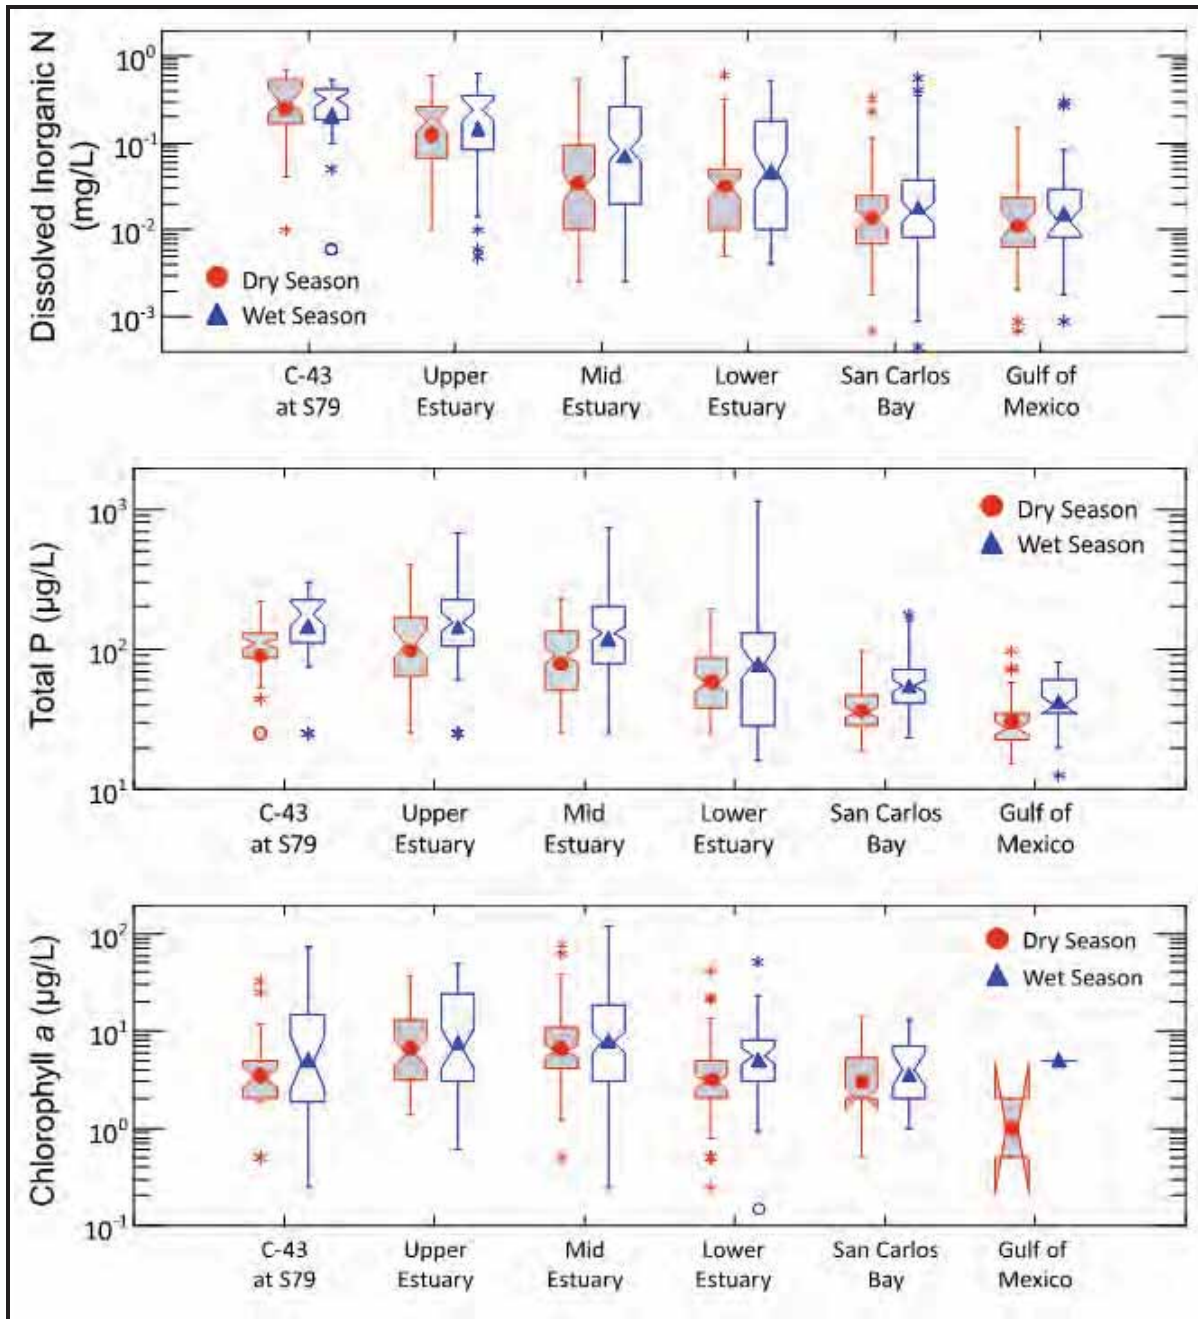 Dissolved Inorganic N
(mg/L)
10⁰
10⁻¹
10⁻²
10⁻³
Dry Season
Wet Season
C-43
at S79
Upper
Estuary
Mid
Estuary
Lower
Estuary
San Carlos
Bay
Gulf of
Mexico
Total P (µg/L)
10³
10²
10¹
Dry Season
Wet Season
C-43
at S79
Upper
Estuary
Mid
Estuary
Lower
Estuary
San Carlos
Bay
Gulf of
Mexico
Chlorophyll a (µg/L)
10²
10¹
10⁰
10⁻¹
Dry Season
Wet Season
C-43
at S79
Upper
Estuary
Mid
Estuary
Lower
Estuary
San Carlos
Bay
Gulf of
Mexico